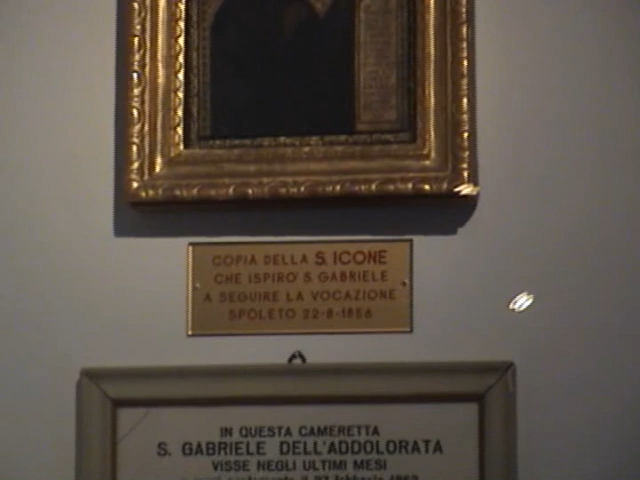 COPIA DELLA S. ICONE
CHE ISPIRO' S. GABRIELE
A SEGUIRE LA VOCAZIONE
SPOLETO 22-8-1856
IN QUESTA CAMERETTA
S. GABRIELE DELL'ADDOLORATA
VISSE NEGLI ULTIMI MESI